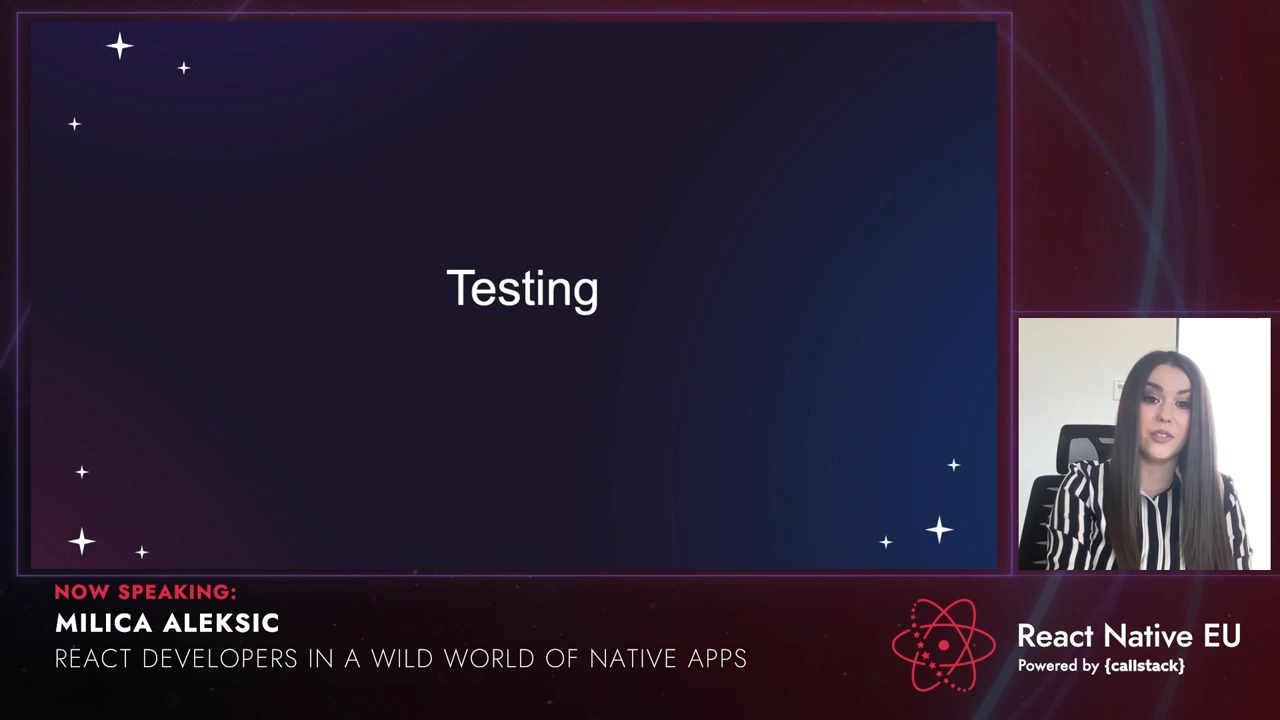 Testing
NOW SPEAKING:
MILICA ALEKSIC
REACT DEVELOPERS IN A WILD WORLD OF NATIVE APPS
React Native EU
Powered by {callstack}